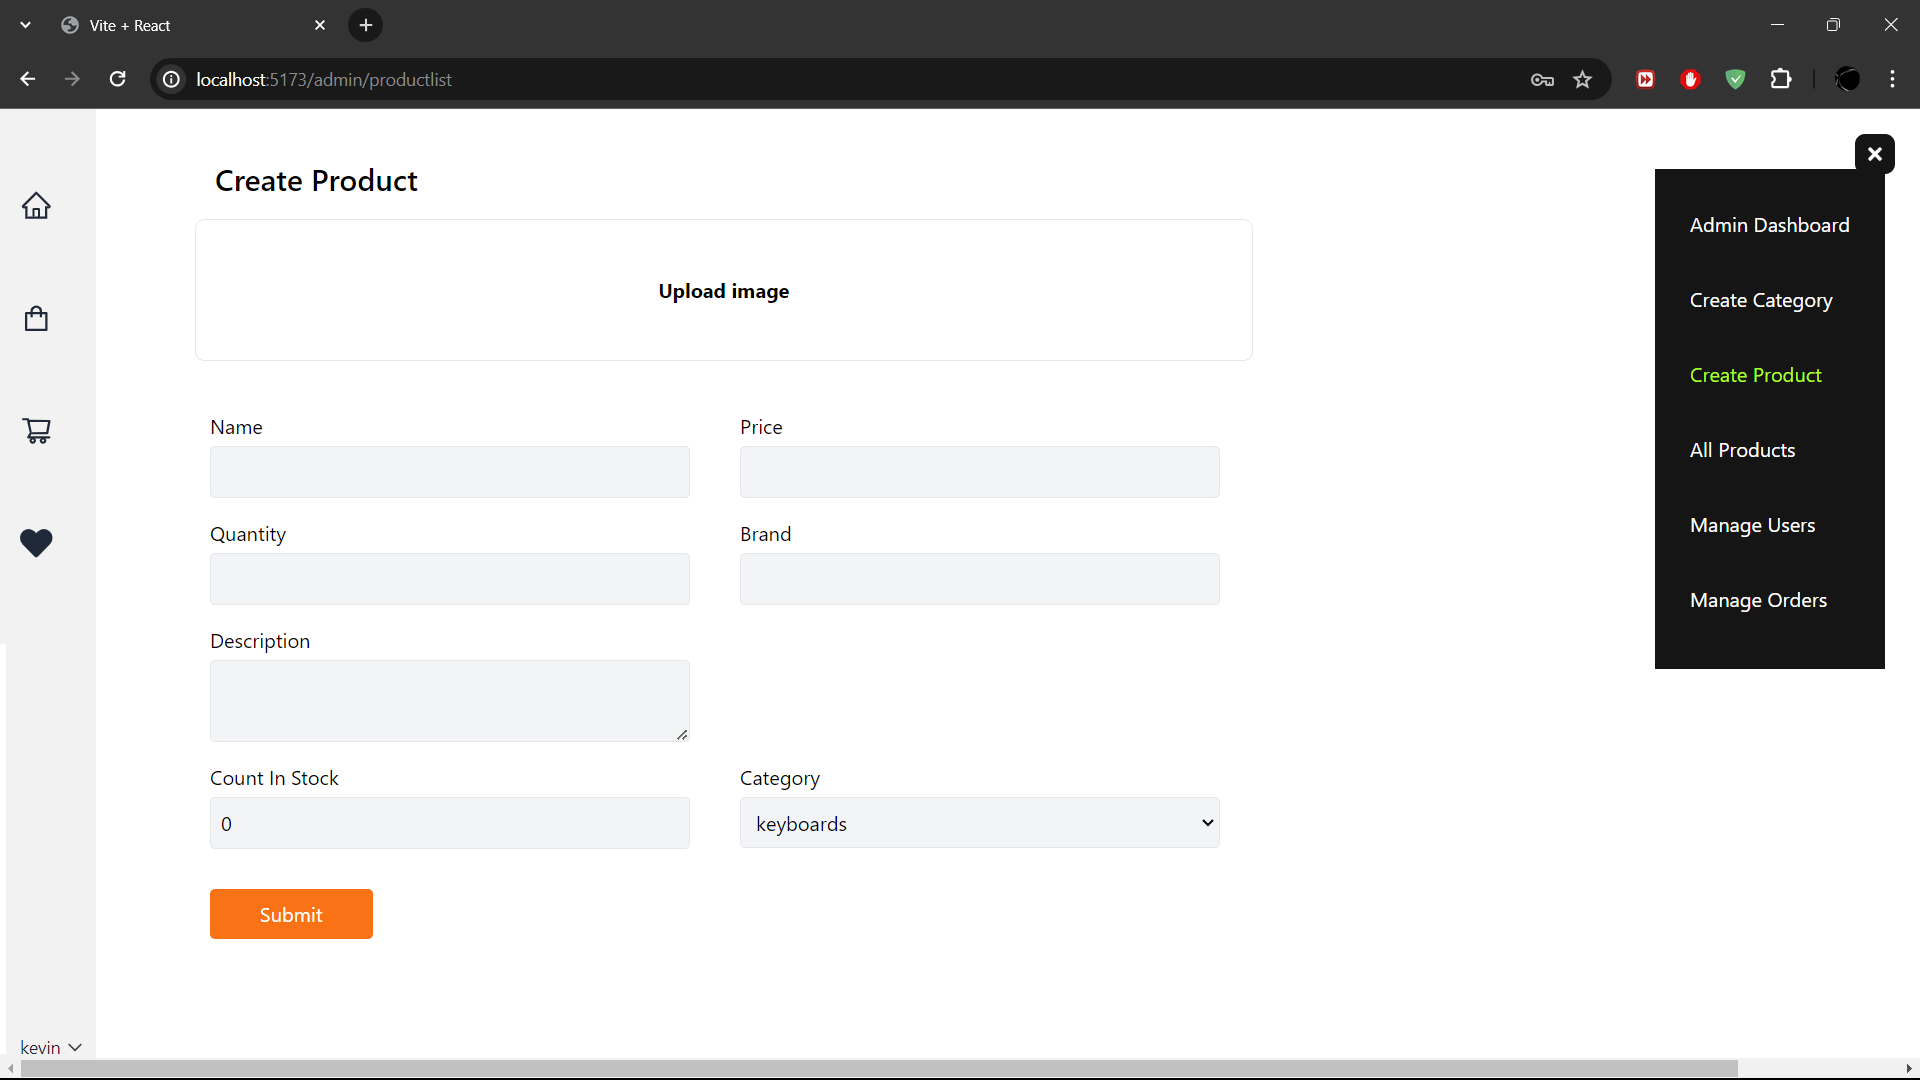 Vite + React
localhost:5173/admin/productlist
Create Product
Upload image
Name
Price
Quantity
Brand
Description
Count In Stock
Category
0
keyboards
Submit
Admin Dashboard
Create Category
Create Product
All Products
Manage Users
Manage Orders
kevin